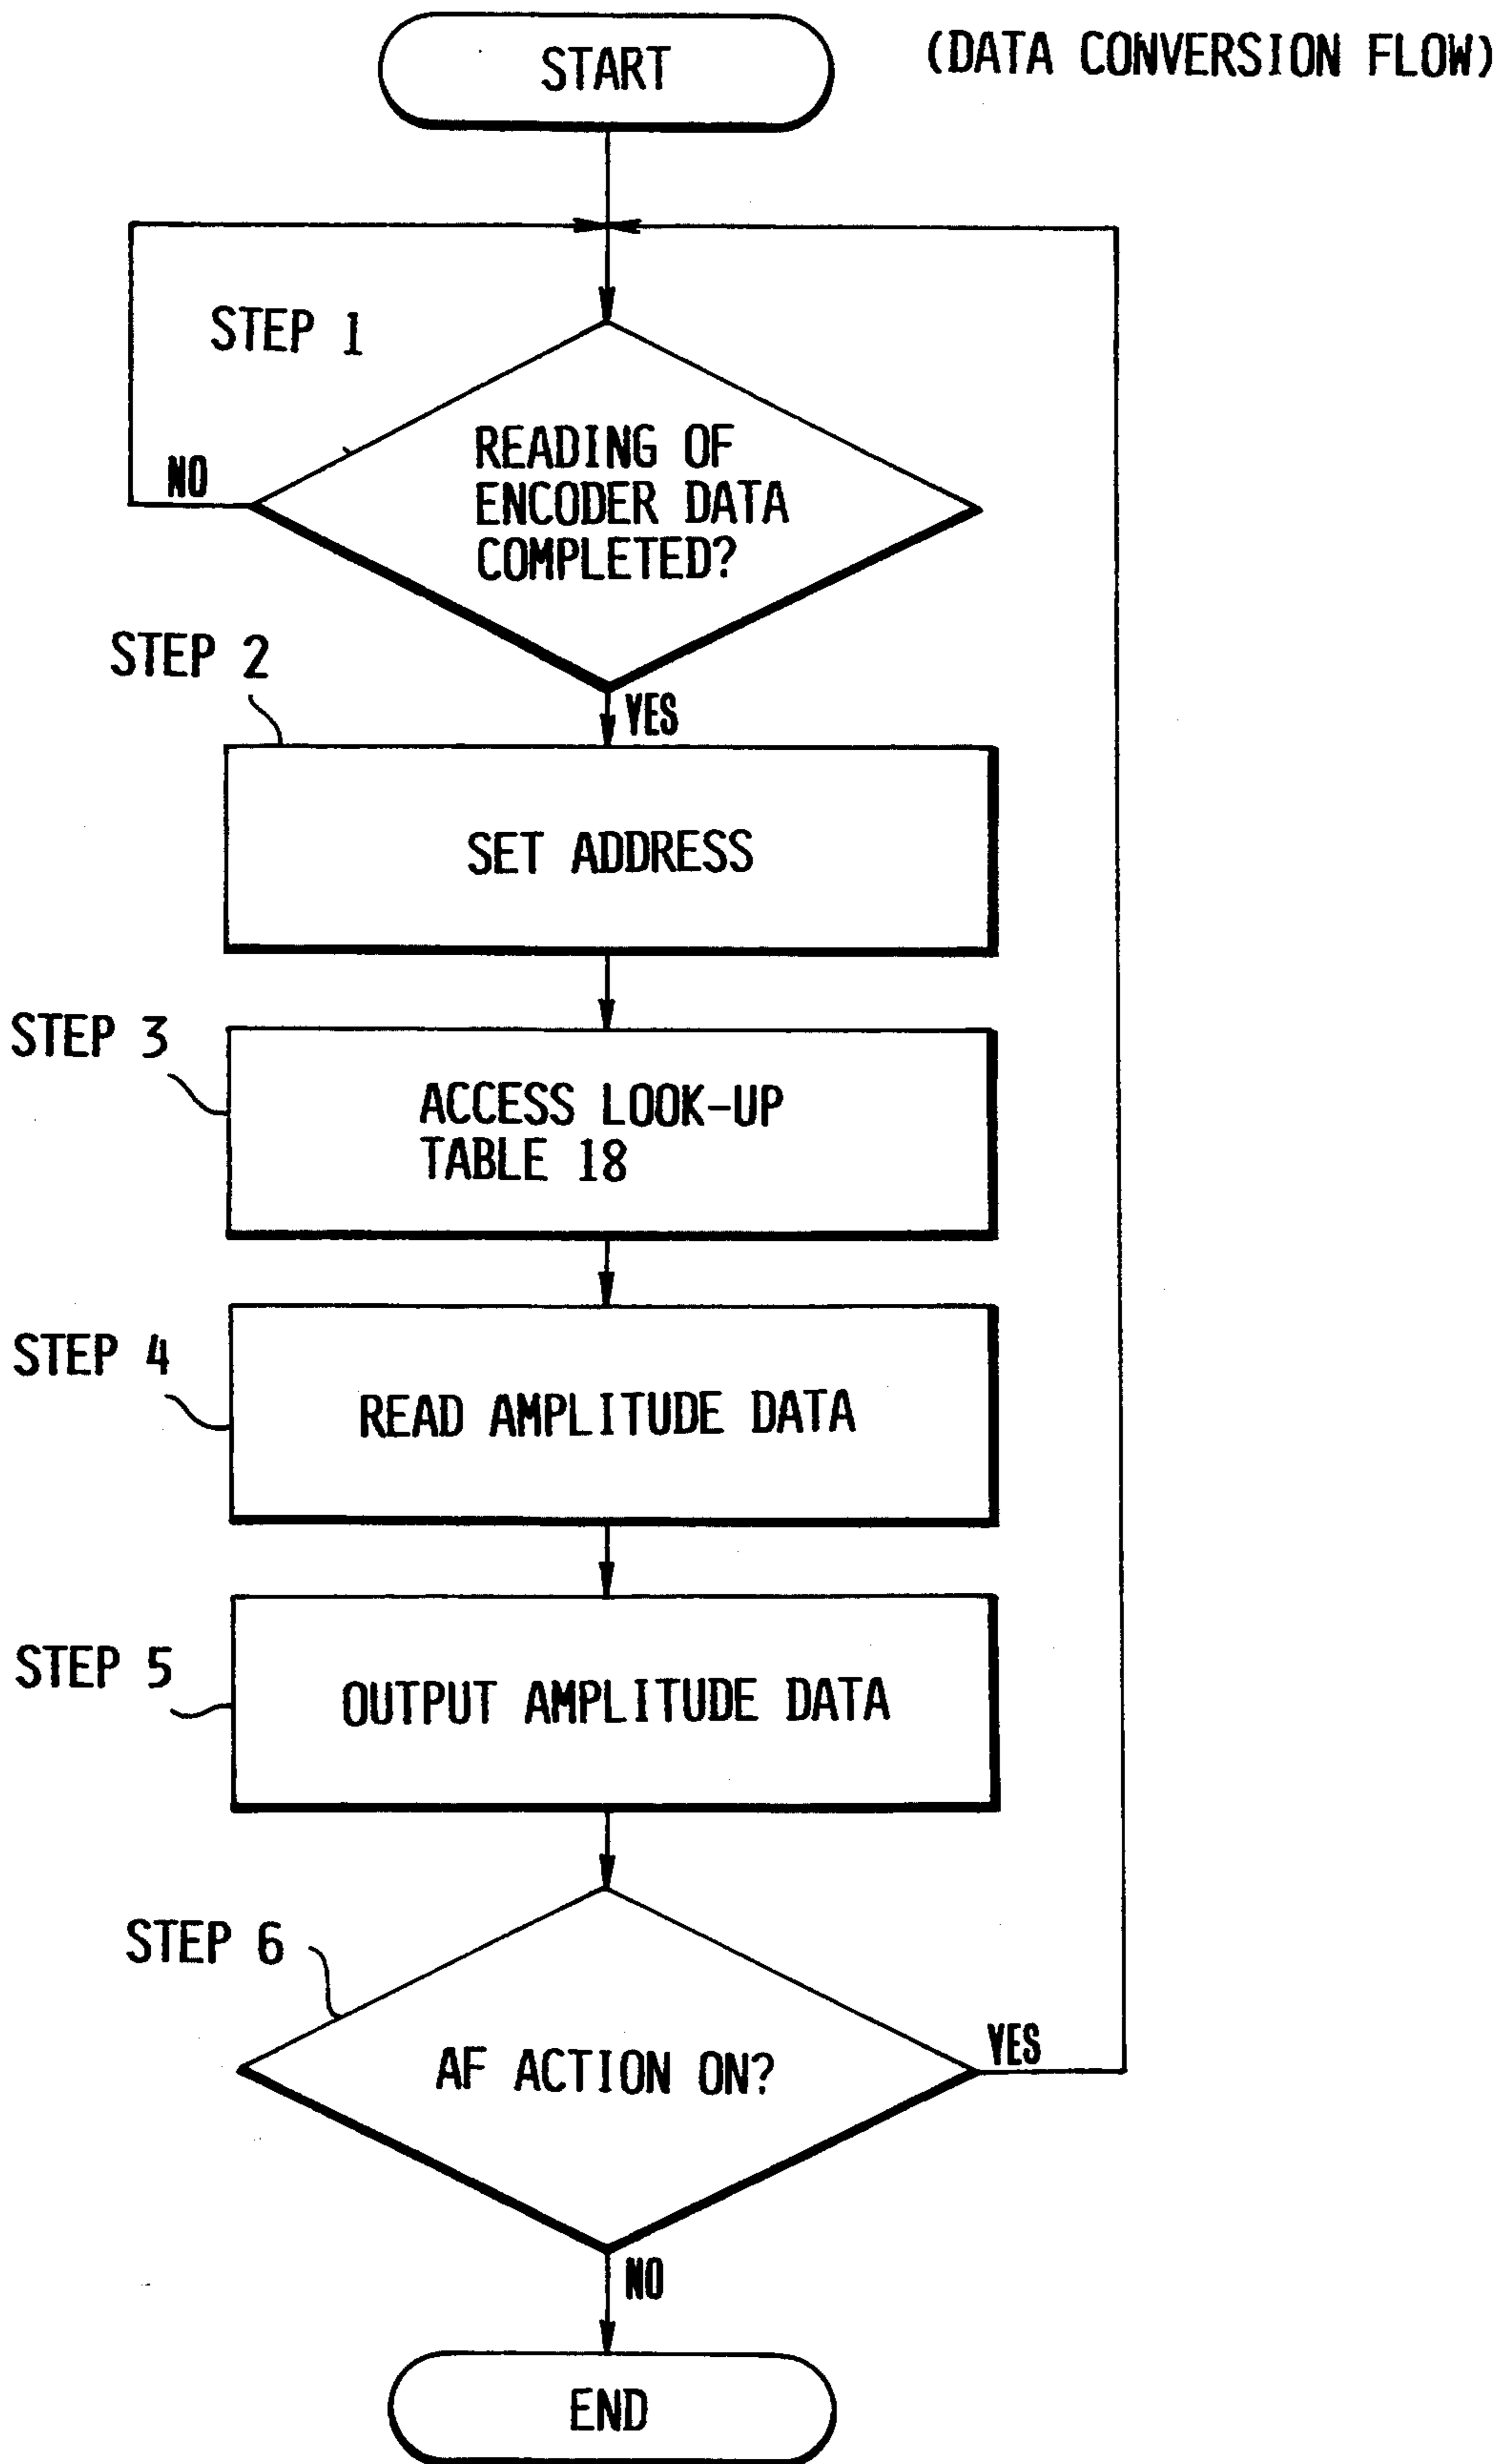 START
(DATA CONVERSION FLOW)
STEP 1
READING OF
ENCODER DATA
COMPLETED?
NO
STEP 2
YES
SET ADDRESS
STEP 3
ACCESS LOOK-UP
TABLE 18
STEP 4
READ AMPLITUDE DATA
STEP 5
OUTPUT AMPLITUDE DATA
STEP 6
AF ACTION ON?
YES
NO
END